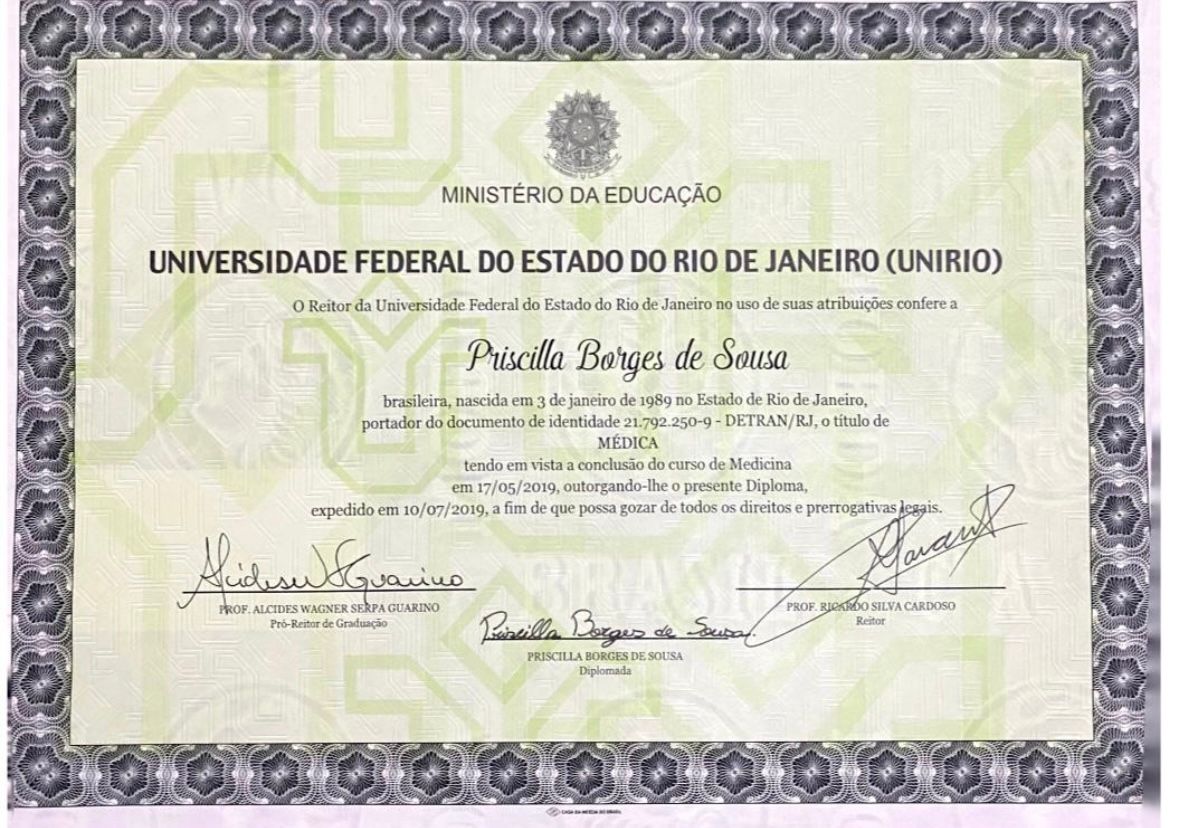 MINISTÉRIO DA EDUCAÇÃO
UNIVERSIDADE FEDERAL DO ESTADO DO RIO DE JANEIRO (UNIRIO)
O Reitor da Universidade Federal do Estado do Rio de Janeiro no uso de suas atribuições confere a
Priscilla Borges de Sousa
brasileira, nascida em 3 de janeiro de 1989 no Estado de Rio de Janeiro,
portador do documento de identidade 21.792.250-9 - DETRAN/RJ, o título de
MÉDICA
tendo em vista a conclusão do curso de Medicina
em 17/05/2019, outorgando-lhe o presente Diploma,
expedido em 10/07/2019, a fim de que possa gozar de todos os direitos e prerrogativas legais.
PROF. ALCIDES WAGNER SERPA GUARINO
Pró-Reitor de Graduação
PROF. RICARDO SILVA CARDOSO
Reitor
Priscilla Borges de Sousa
PRISCILLA BORGES DE SOUSA
Diplomada
CASA DA MOEDA DO BRASIL